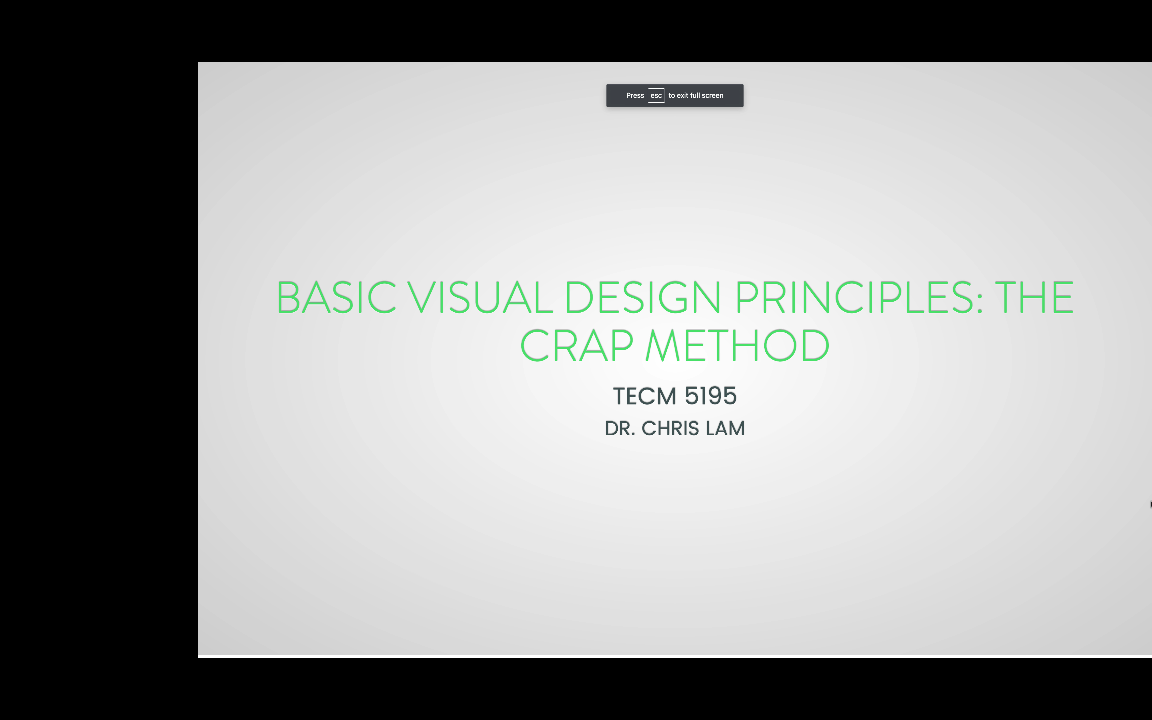 Press esc to exit full screen
BASIC VISUAL DESIGN PRINCIPLES: THE
CRAP METHOD
TECM 5195
DR. CHRIS LAM